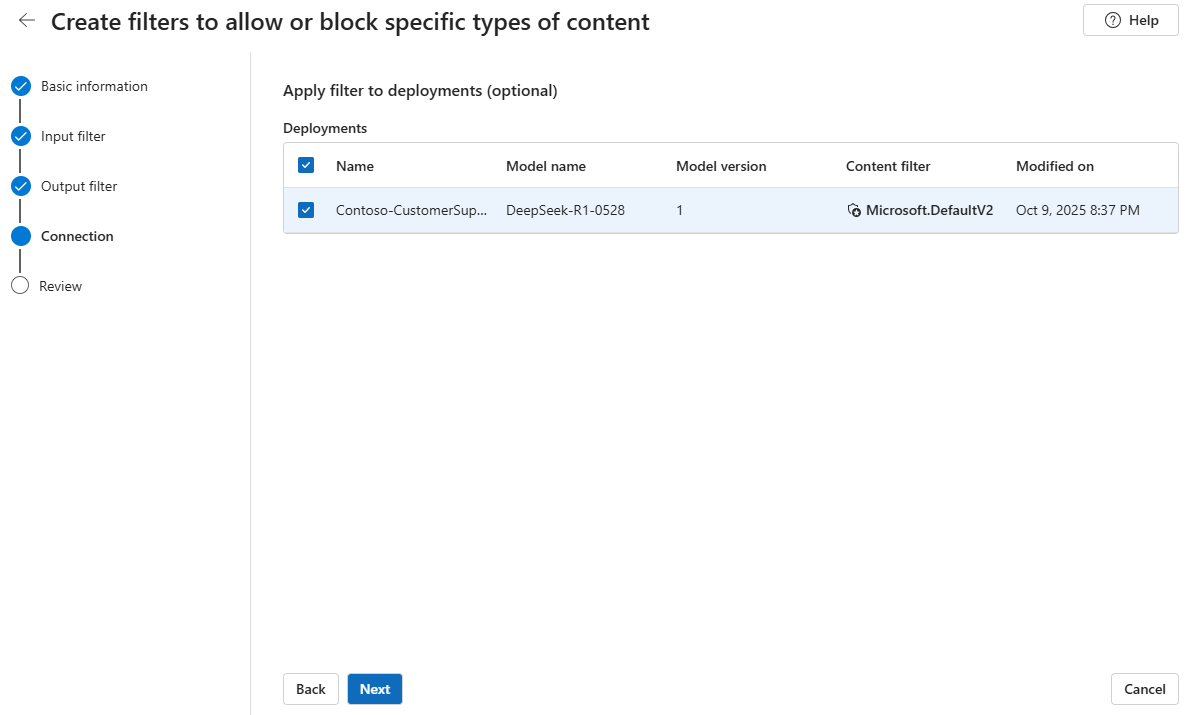 Create filters to allow or block specific types of content
Help
Basic information
Input filter
Output filter
Connection
Review
Apply filter to deployments (optional)
Deployments
Name Model name Model version Content filter Modified on
Contoso-CustomerSup... DeepSeek-R1-0528 1 Microsoft.DefaultV2 Oct 9, 2025 8:37 PM
Back Next Cancel